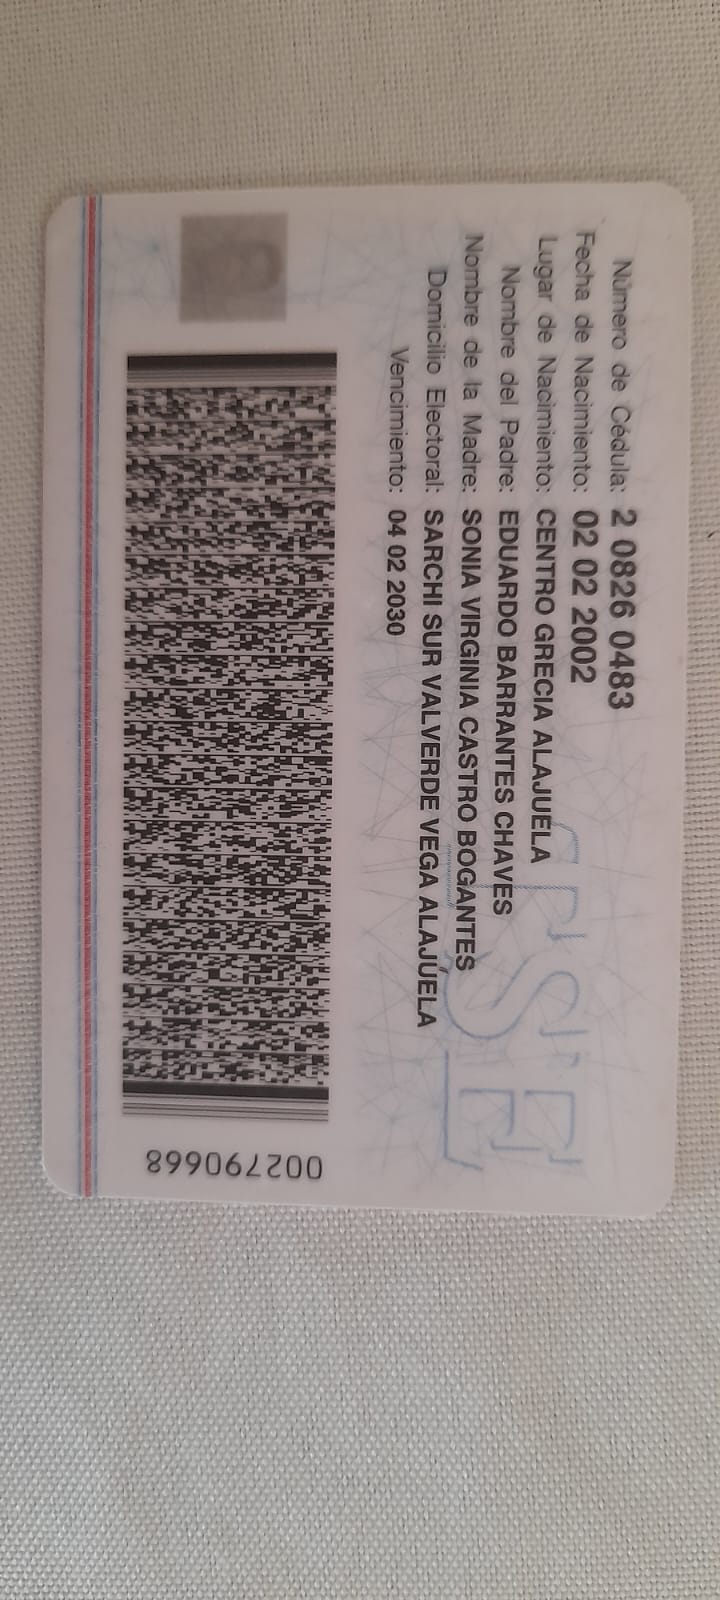 Número de Cédula: 2 0826 0483
Fecha de Nacimiento: 02 02 2002
Lugar de Nacimiento: CENTRO GRECIA ALAJUELA
Nombre del Padre: EDUARDO BARRANTES CHAVES
Nombre de la Madre: SONIA VIRGINIA CASTRO BOGANTES
Domicilio Electoral: SARCHI SUR VALVERDE VEGA ALAJUELA
Vencimiento: 04 02 2030
TSE
002790668